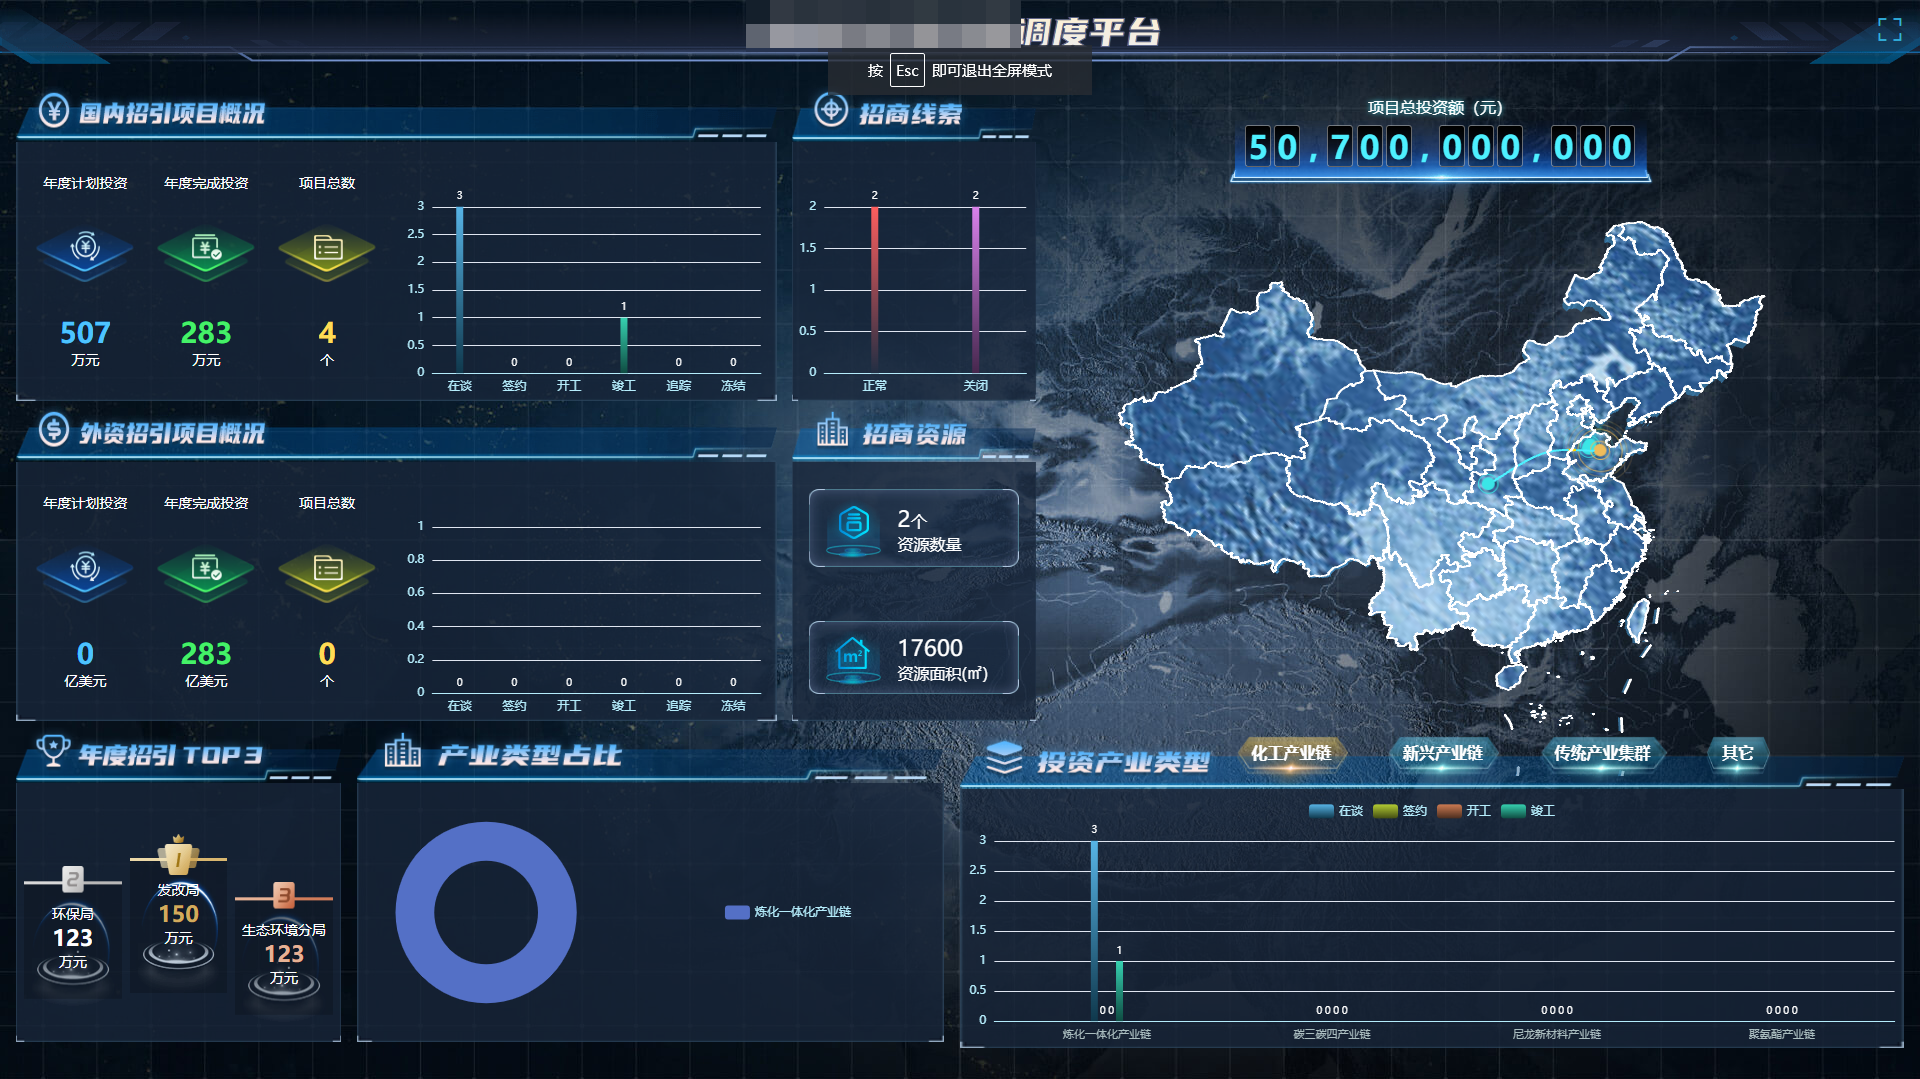 调度平台
按 Esc 即可退出全屏模式
国内招引项目概况
年度计划投资 年度完成投资 项目总数
507 283 4
万元 万元 个
3
2.5
2
1.5
1
0.5
0
3 0 0 1 0 0
在谈 签约 开工 竣工 追踪 冻结
招商线索
2
1.5
1
0.5
0
2 2
正常 关闭
项目总投资额（元）
50,700,000,000
外资招引项目概况
年度计划投资 年度完成投资 项目总数
0 283 0
亿美元 亿美元 个
1
0.8
0.6
0.4
0.2
0
0 0 0 0 0 0
在谈 签约 开工 竣工 追踪 冻结
招商资源
2个
资源数量
m²
17600
资源面积(㎡)
年度招引 TOP 3
2
环保局
123
万元
1
发改局
150
万元
3
生态环境分局
123
万元
产业类型占比
炼化一体化产业链
投资产业类型
化工产业链 新兴产业链 传统产业集群 其它
在谈 签约 开工 竣工
3
2.5
2
1.5
1
0.5
0
3 0 0 1 0 0 0 0 0 0 0 0 0 0 0 0
炼化一体化产业链 碳三碳四产业链 尼龙新材料产业链 聚氨酯产业链